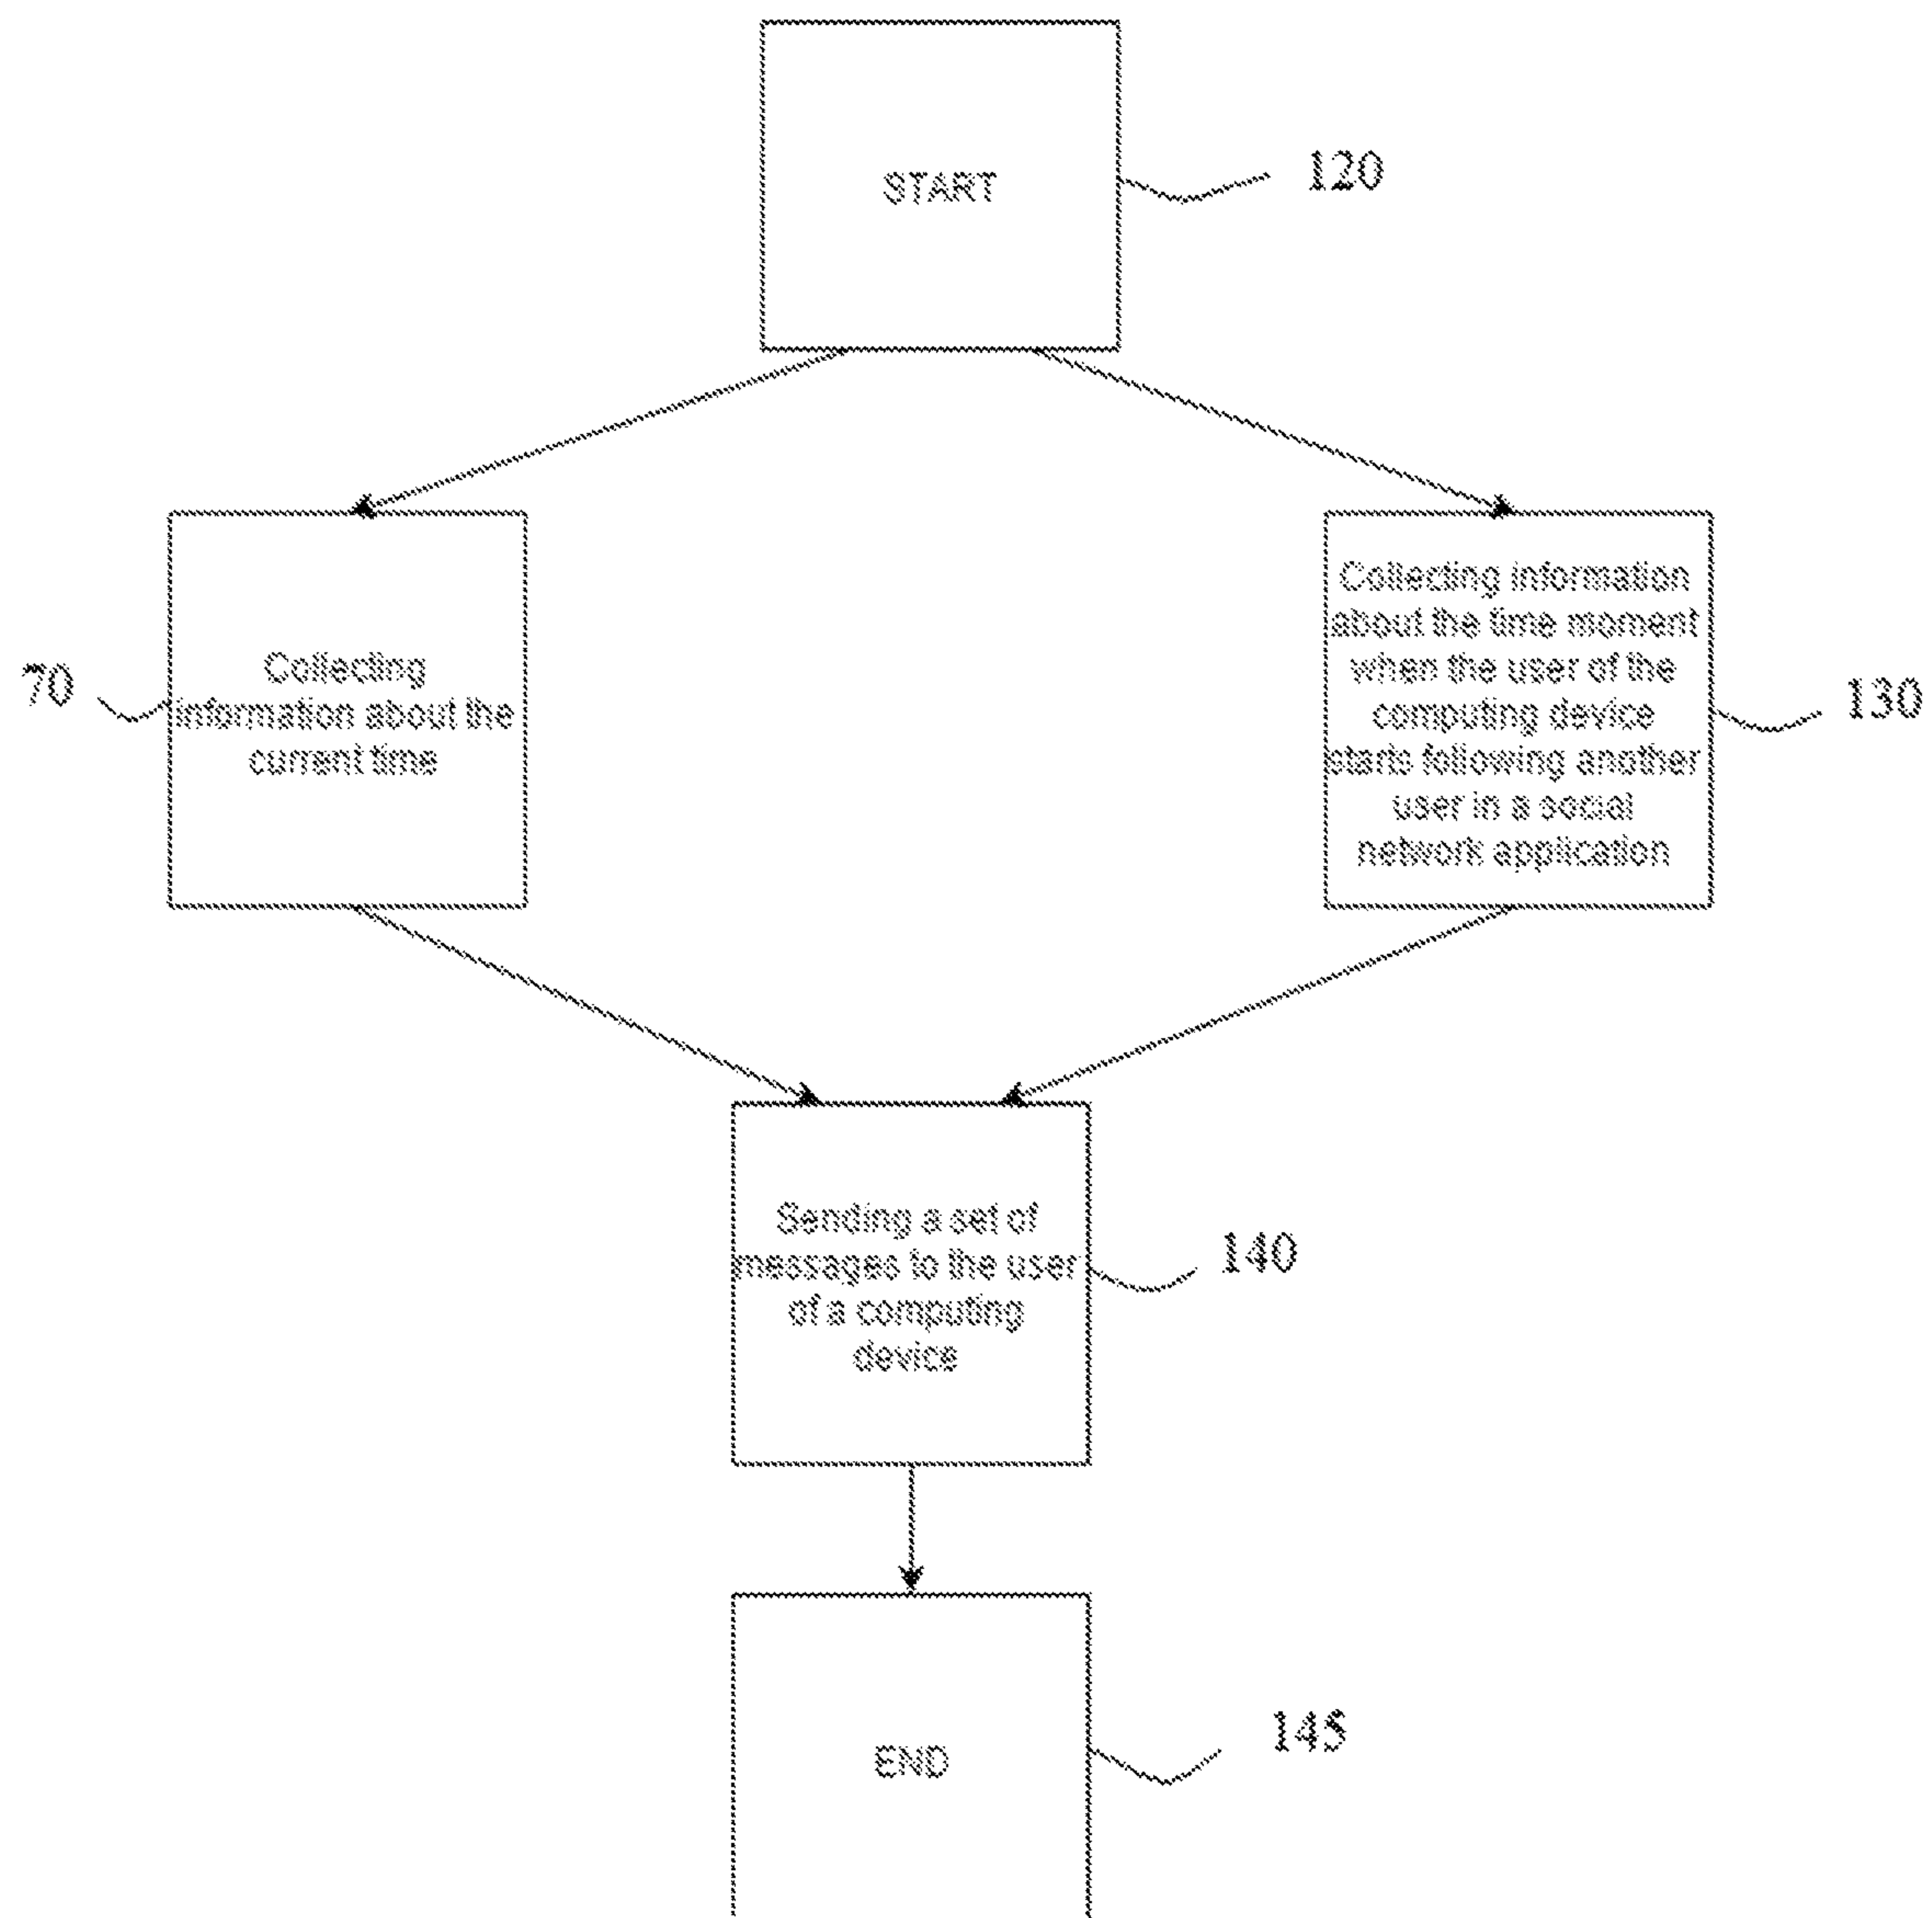 START
120
Collecting
information about the
current time
70
Collecting information
about the time moment
when the user of the
computing device
starts following another
user in a social
network application
130
Sending a set of
messages to the user
of a computing
device
140
END
145